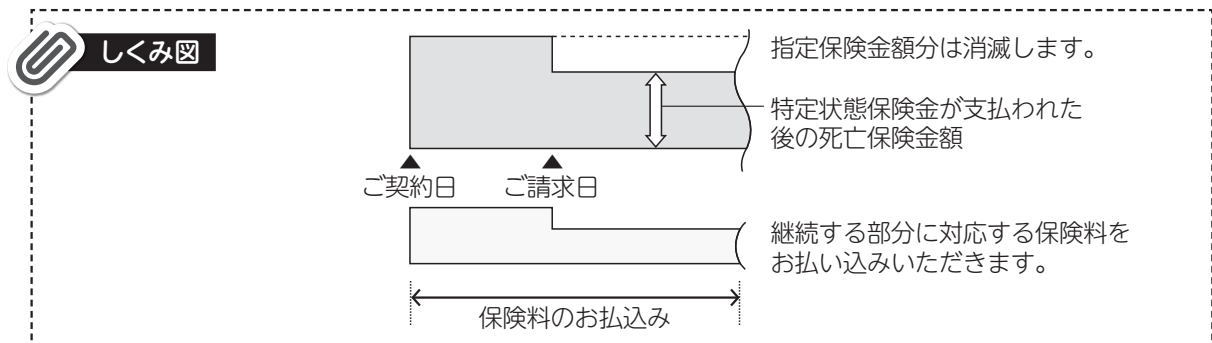 しくみ図
指定保険金額分は消滅します。
特定状態保険金が支払われた
後の死亡保険金額
ご契約日
ご請求日
継続する部分に対応する保険料を
お払い込みいただきます。
保険料のお払込み